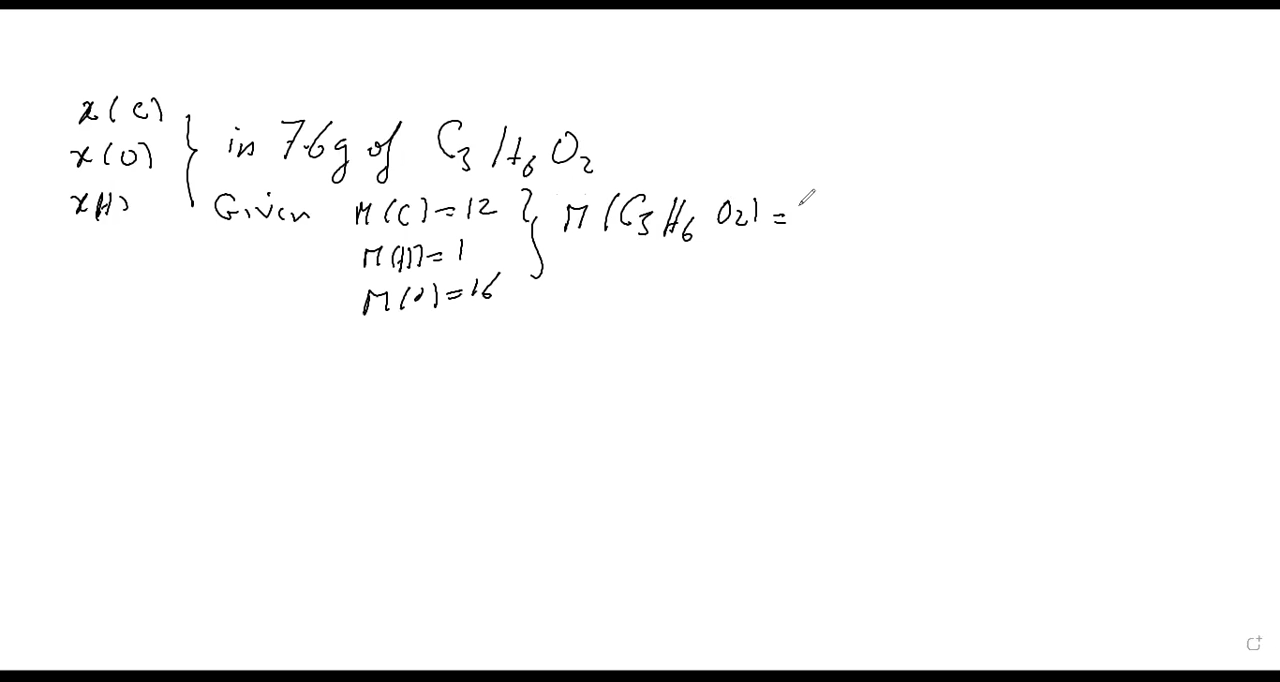 x(C)
x(O) } in 7.6g of C₃H₆O₂
x(H) Given M(C)=12 } M(C₃H₆O₂)=
M(H)=1
M(O)=16